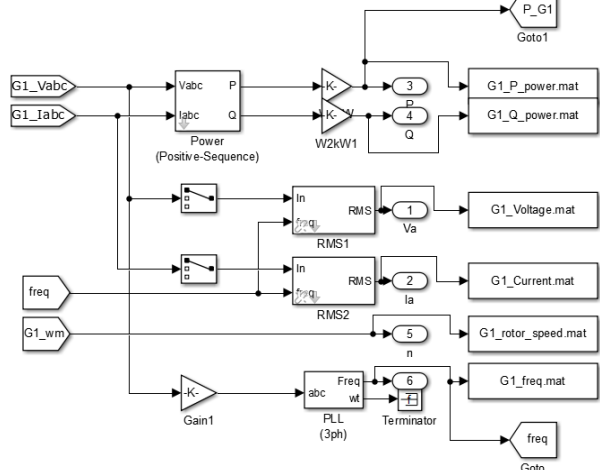 P_G1
Goto1
G1_Vabc
Vabc
P
-K-
3
G1_P_power.mat
P
G1_Iabc
Iabc
Q
-K-
4
G1_Q_power.mat
Power
(Positive-Sequence)
W2kW1
Q
In
RMS
1
G1_Voltage.mat
freq
RMS1
Va
In
RMS
2
G1_Current.mat
freq
freq
RMS2
Ia
G1_wm
5
G1_rotor_speed.mat
n
-K-
Gain1
abc
Freq
wt
6
G1_freq.mat
PLL
(3ph)
Terminator
freq
Goto